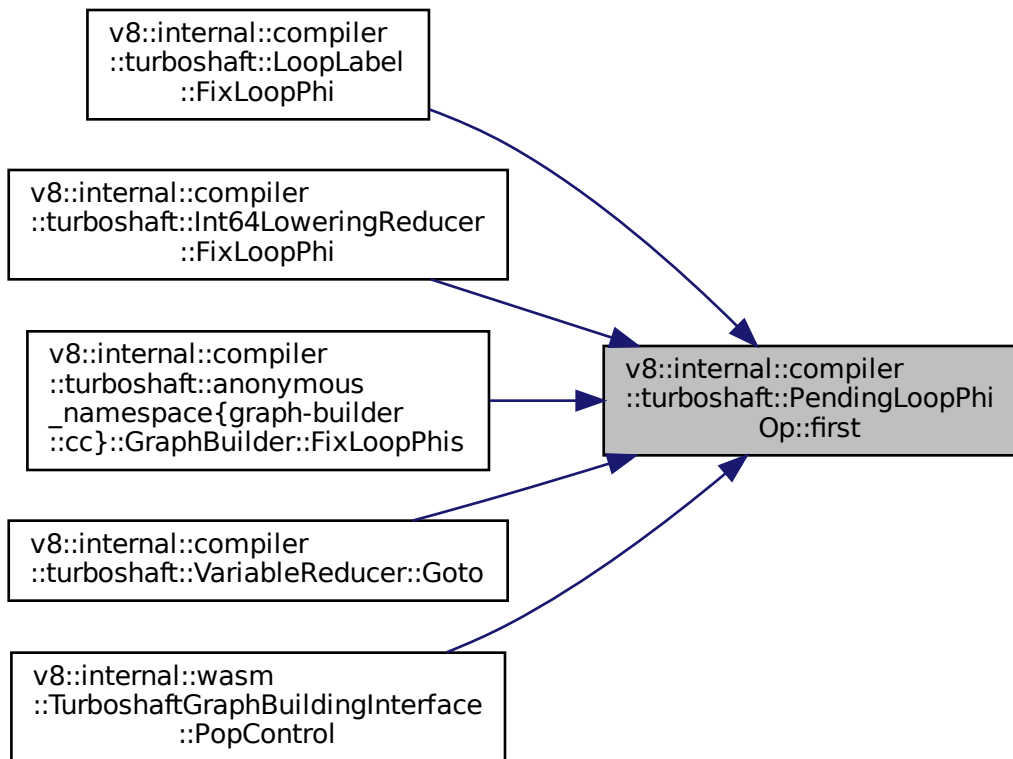 v8::internal::compiler
::turboshaft::LoopLabel
::FixLoopPhi
v8::internal::compiler
::turboshaft::Int64LoweringReducer
::FixLoopPhi
v8::internal::compiler
::turboshaft::anonymous
_namespace{graph-builder
::cc}::GraphBuilder::FixLoopPhis
v8::internal::compiler
::turboshaft::VariableReducer::Goto
v8::internal::wasm
::TurboshaftGraphBuildingInterface
::PopControl
v8::internal::compiler
::turboshaft::PendingLoopPhi
Op::first